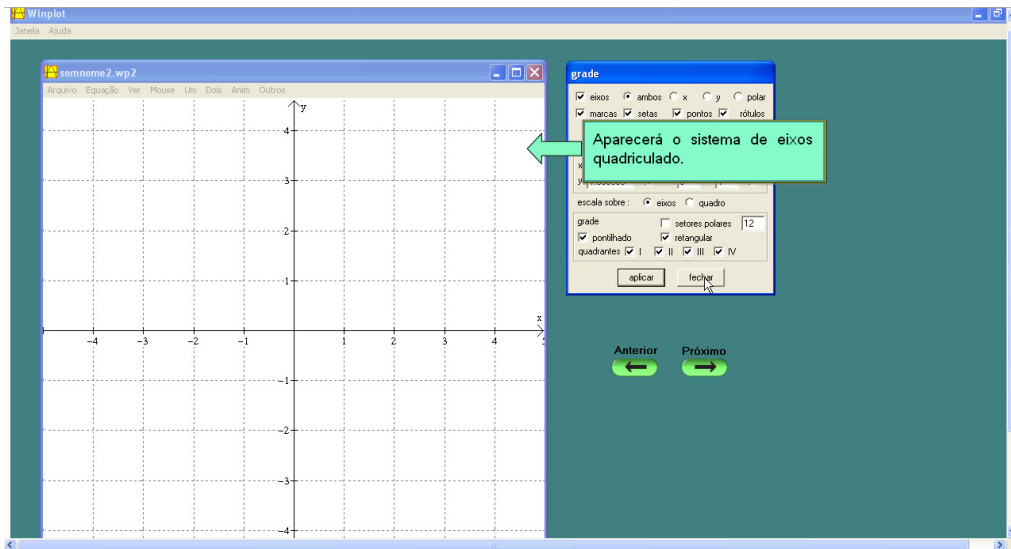 Winplot
Janela Ajuda
semnome2.wp2
Arquivo Equação Ver Mouse Um Dois Anim Outros
y
4
3
2
1
x
-4 -3 -2 -1 1 2 3 4
-1
-2
-3
-4
grade
eixos ambos x y polar
marcas setas pontos rótulos
Aparecerá o sistema de eixos
quadriculado.
x
y
escala sobre : eixos quadro
grade setores polares 12
pontilhado retangular
quadrantes I II III IV
aplicar fechar
Anterior Próximo